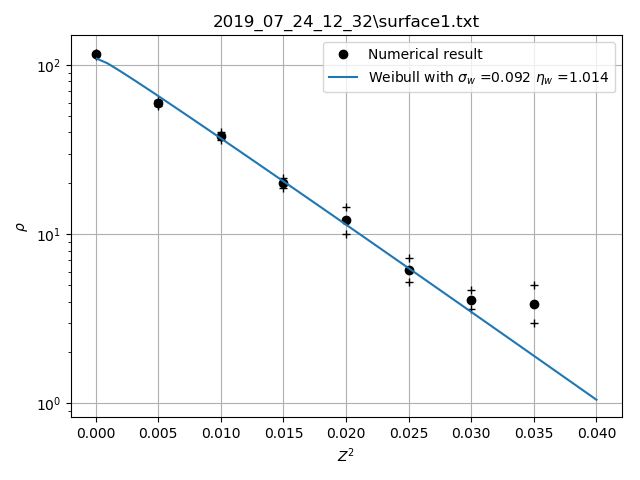 2019_07_24_12_32\surface1.txt
Numerical result
Weibull with σw =0.092 ηw =1.014
10²
10¹
10⁰
ρ
0.000 0.005 0.010 0.015 0.020 0.025 0.030 0.035 0.040
Z²